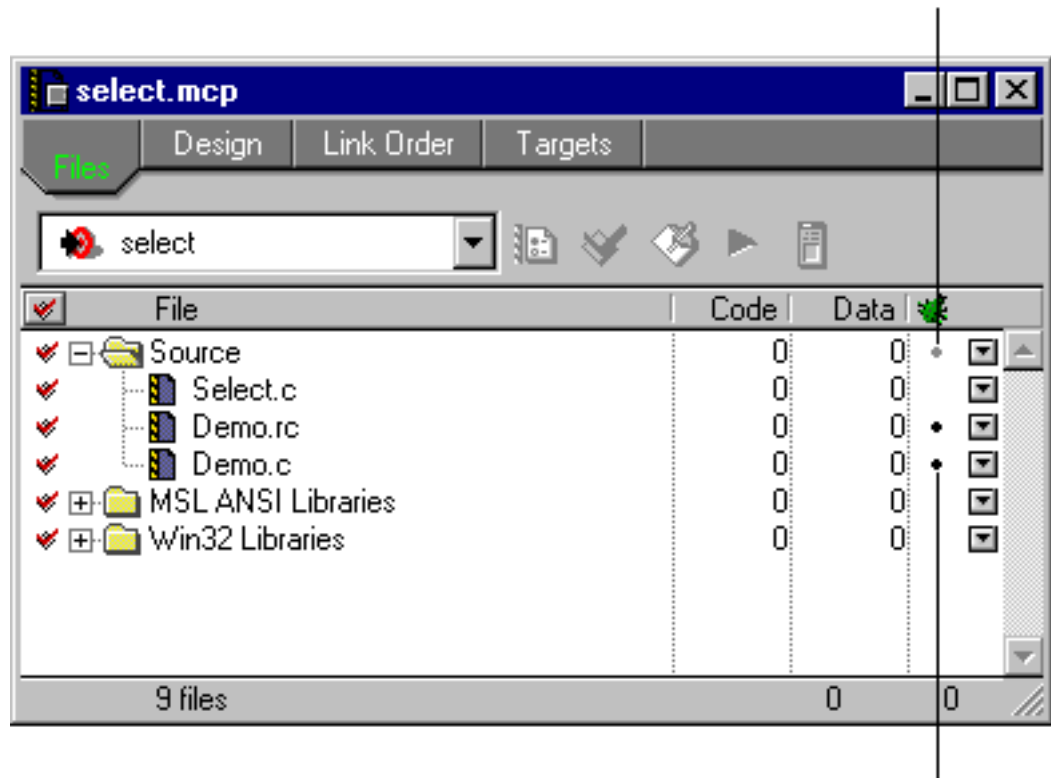 select.mcp
Files Design Link Order Targets
select
File Code Data
Source 0 0
Select.c 0 0
Demo.rc 0 0
Demo.c 0 0
MSL ANSI Libraries 0 0
Win32 Libraries 0 0
9 files 0 0